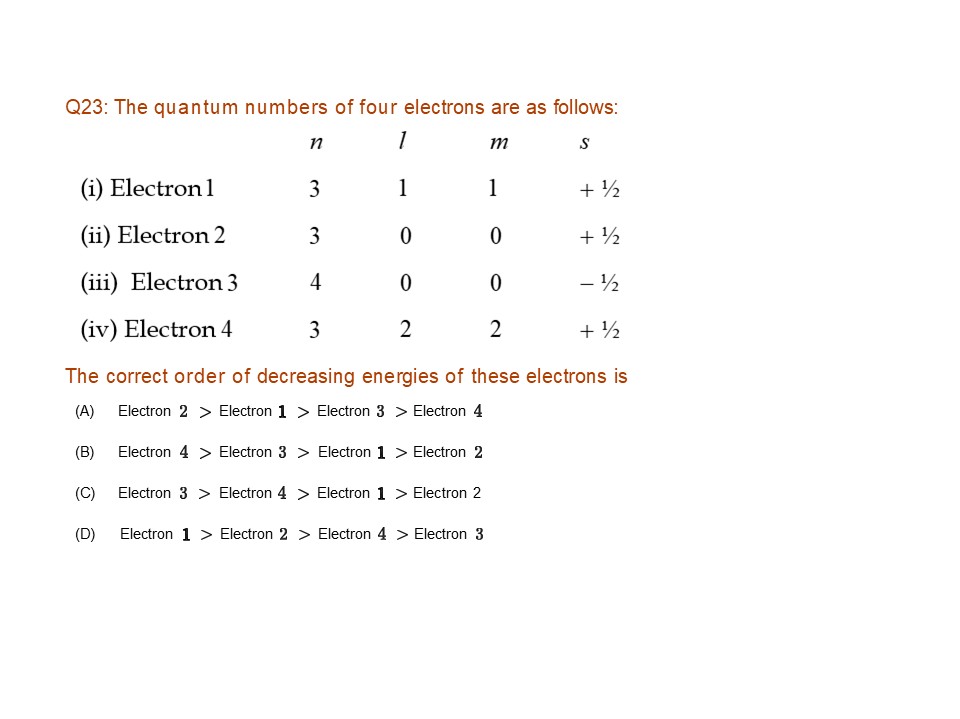 Q23: The quantum numbers of four electrons are as follows:
n l m s
(i) Electron 1 3 1 1 + ½
(ii) Electron 2 3 0 0 + ½
(iii) Electron 3 4 0 0 – ½
(iv) Electron 4 3 2 2 + ½
The correct order of decreasing energies of these electrons is
(A) Electron 2 > Electron 1 > Electron 3 > Electron 4
(B) Electron 4 > Electron 3 > Electron 1 > Electron 2
(C) Electron 3 > Electron 4 > Electron 1 > Electron 2
(D) Electron 1 > Electron 2 > Electron 4 > Electron 3